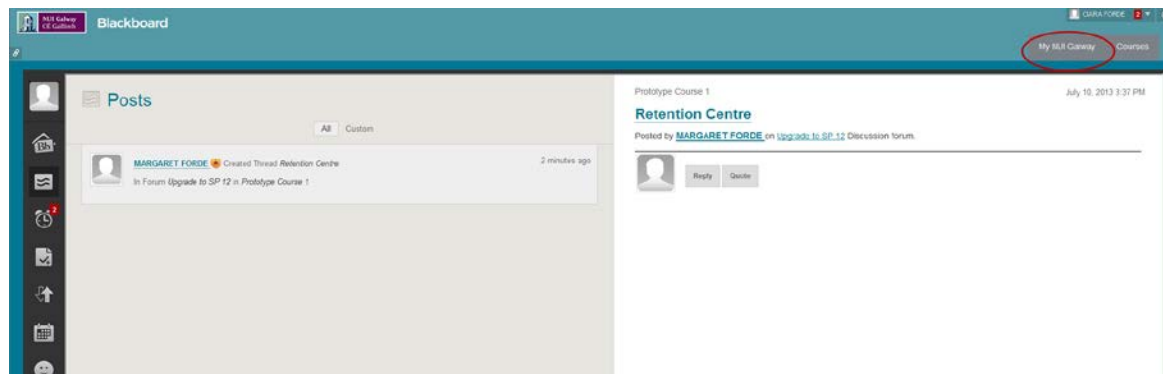 NUI Galway
OÉ Gaillimh
Blackboard
CIARA FORDE 2
My NUI Galway
Courses
Posts
All Custom
MARGARET FORDE Created Thread Retention Centre
2 minutes ago
In Forum Upgrade to SP 12 in Prototype Course 1
Bb
2
Prototype Course 1
July 10, 2013 3:37 PM
Retention Centre
Posted by MARGARET FORDE on Upgrade to SP 12 Discussion forum.
Reply Quote